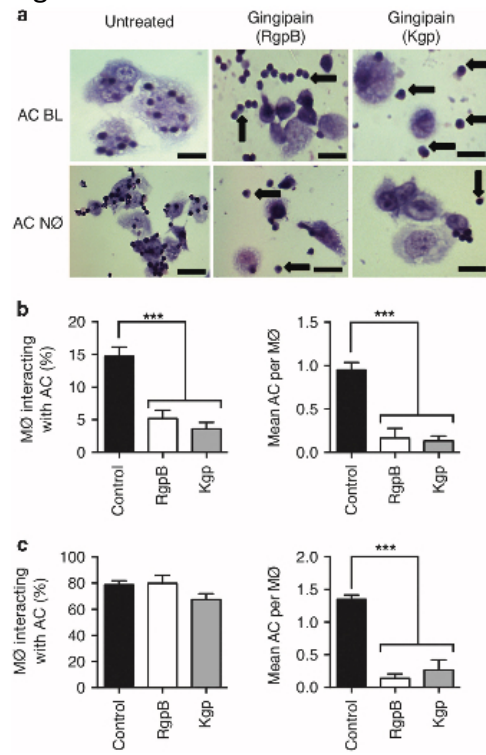 a
Untreated
Gingipain
(RgpB)
Gingipain
(Kgp)
AC BL
AC NØ
b
MØ interacting
with AC (%)
20
15
10
5
0
***
Control
RgpB
Kgp
Mean AC per MØ
1.5
1.0
0.5
0.0
***
Control
RgpB
Kgp
c
MØ interacting
with AC (%)
100
80
60
40
20
0
Control
RgpB
Kgp
Mean AC per MØ
2.0
1.5
1.0
0.5
0.0
***
Control
RgpB
Kgp